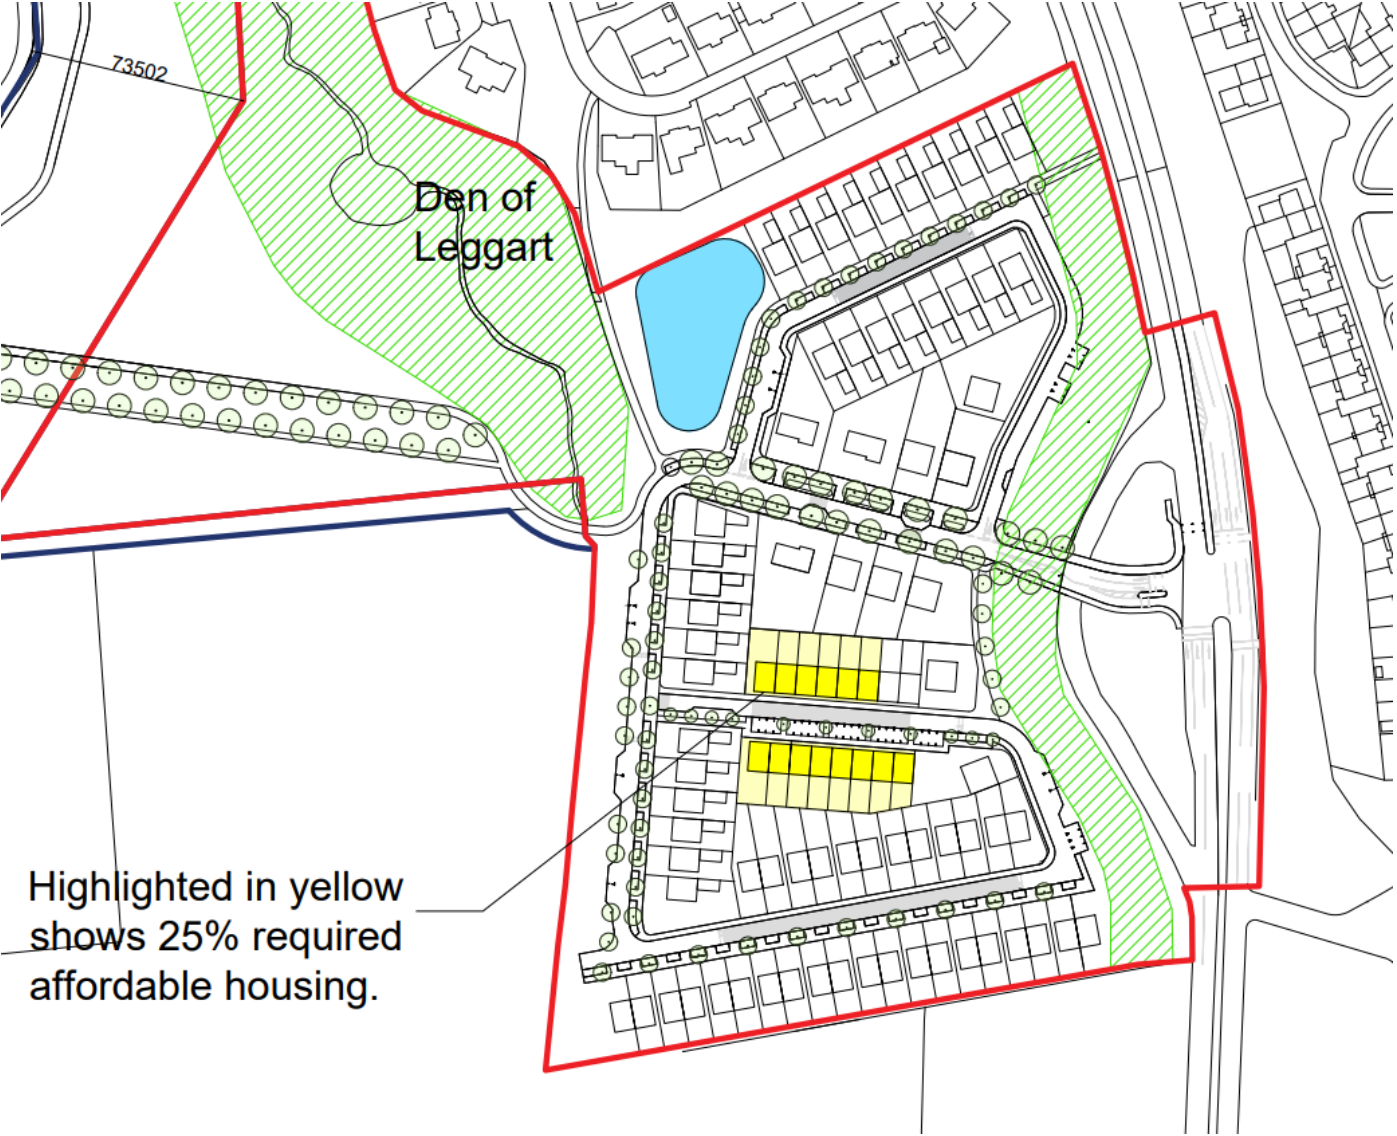 73502
Den of
Leggart
Highlighted in yellow
shows 25% required
affordable housing.